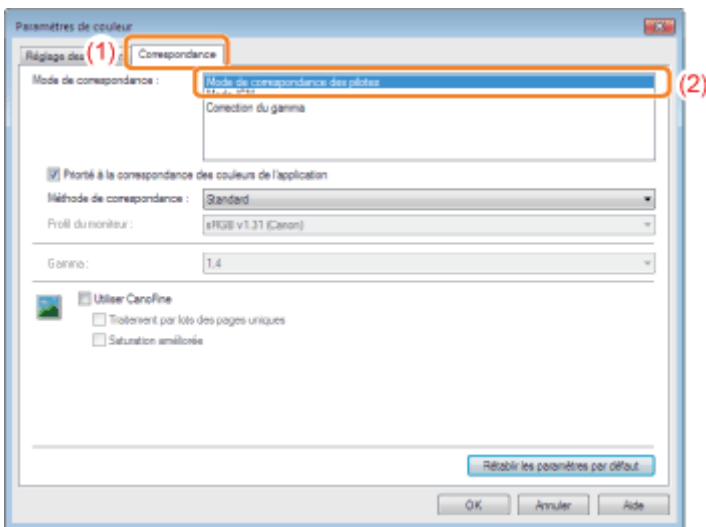 Paramètres de couleur
Réglage des
(1)
Correspondance
Mode de correspondance :
Mode de correspondance des pilotes
(2)
Correction du gamma
Priorité à la correspondance des couleurs de l'application
Méthode de correspondance :
Standard
Profil du moniteur :
sRGB v1.31 (Canon)
Gamma :
1.4
Utiliser CanoFine
Traitement par lots des pages uniques
Saturation améliorée
Rétablir les paramètres par défaut
OK
Annuler
Aide